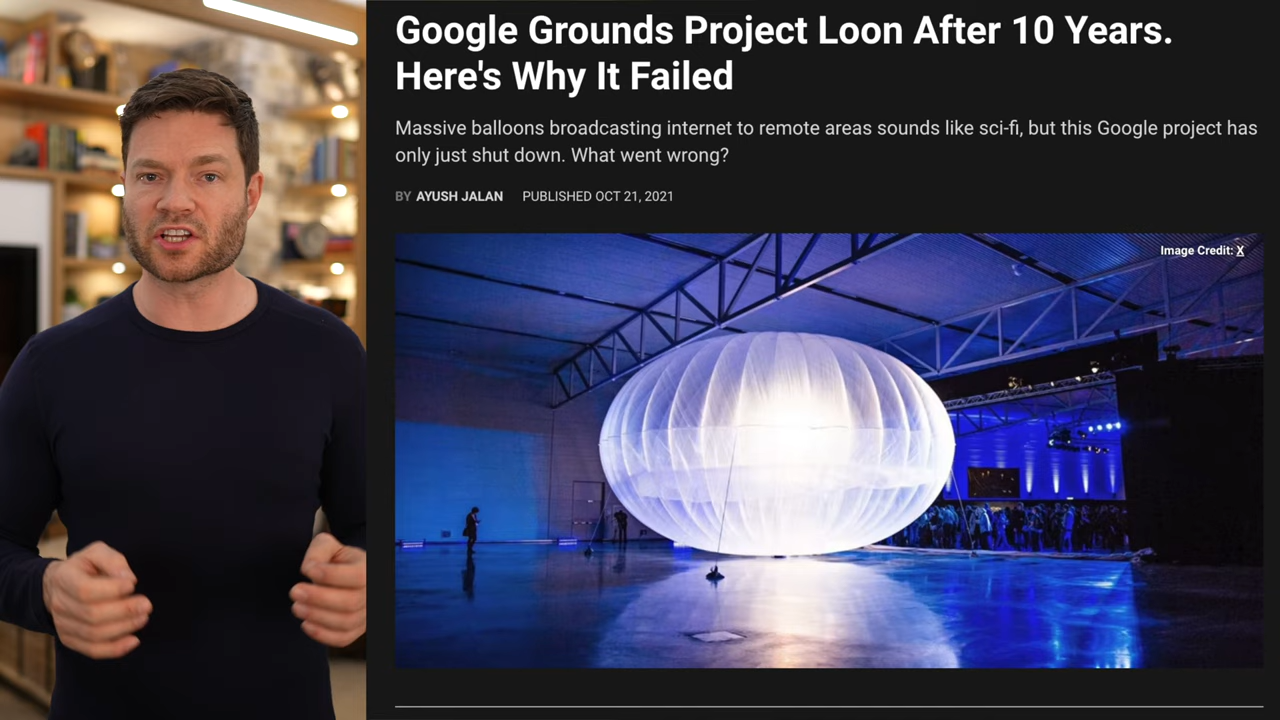 Google Grounds Project Loon After 10 Years.
Here's Why It Failed
Massive balloons broadcasting internet to remote areas sounds like sci-fi, but this Google project has
only just shut down. What went wrong?
BY AYUSH JALAN PUBLISHED OCT 21, 2021
Image Credit: X